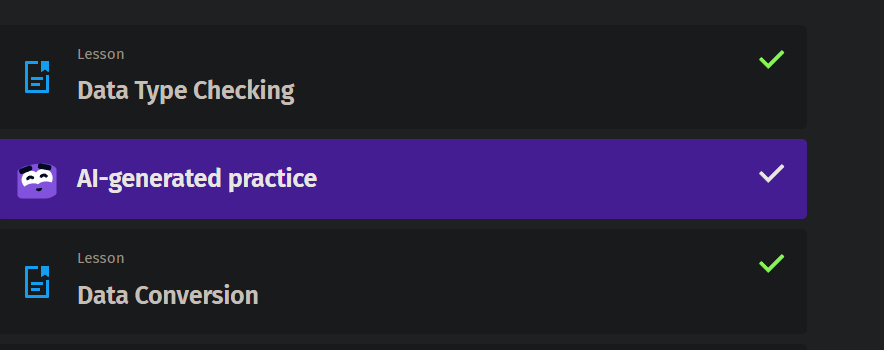 Lesson
Data Type Checking
AI-generated practice
Lesson
Data Conversion